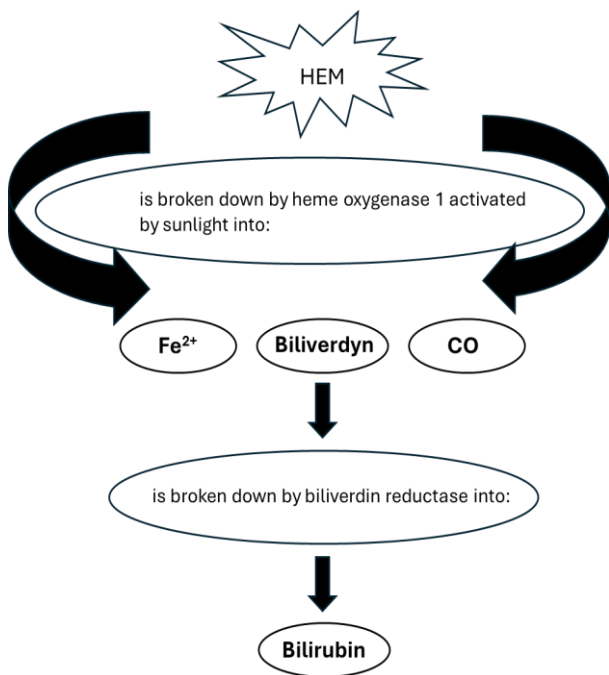 HEM
is broken down by heme oxygenase 1 activated
by sunlight into:
Fe²⁺
Biliverdyn
CO
is broken down by biliverdin reductase into:
Bilirubin